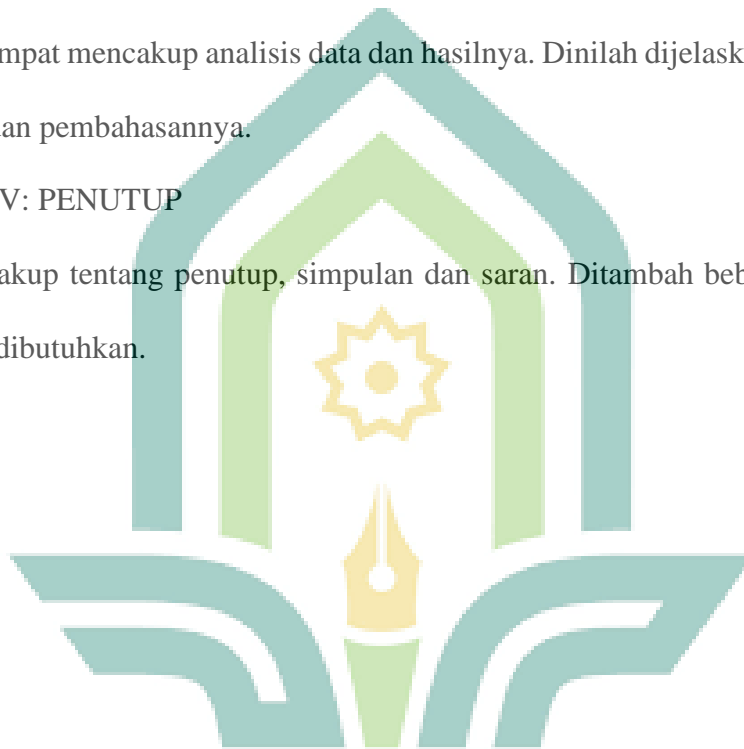 mpat mencakup analisis data dan hasilnya. Dinilah dijelask
dan pembahasannya.
V: PENUTUP
akup tentang penutup, simpulan dan saran. Ditambah beb
dibutuhkan.